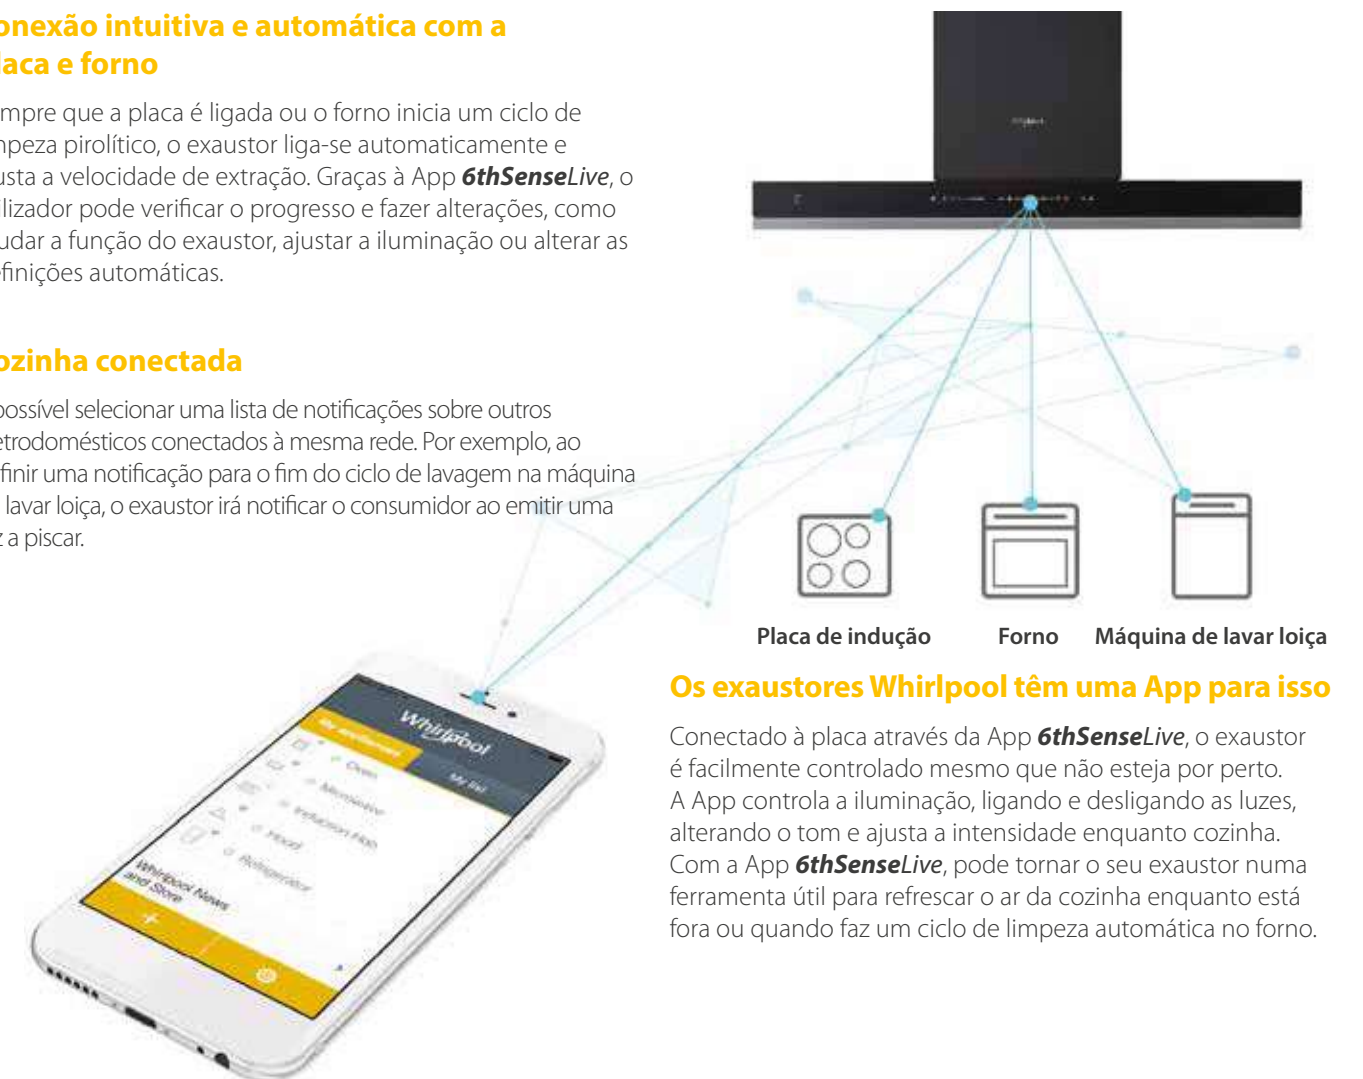 onexão intuitiva e automática com a
laca e forno
mpre que a placa é ligada ou o forno inicia um ciclo de
mpeza pirolítico, o exaustor liga-se automaticamente e
usta a velocidade de extração. Graças à App 6thSenseLive, o
ilizador pode verificar o progresso e fazer alterações, como
udar a função do exaustor, ajustar a iluminação ou alterar as
efinições automáticas.
ozinha conectada
possível selecionar uma lista de notificações sobre outros
etrodomésticos conectados à mesma rede. Por exemplo, ao
finir uma notificação para o fim do ciclo de lavagem na máquina
lavar loiça, o exaustor irá notificar o consumidor ao emitir uma
z a piscar.
Whirlpool
Placa de indução
Forno
Máquina de lavar loiça
Whirlpool
My appliances
My list
Oven
Microwave
Induction Hob
Hood
Refrigerator
Whirlpool News
and Store
Os exaustores Whirlpool têm uma App para isso
Conectado à placa através da App 6thSenseLive, o exaustor
é facilmente controlado mesmo que não esteja por perto.
A App controla a iluminação, ligando e desligando as luzes,
alterando o tom e ajusta a intensidade enquanto cozinha.
Com a App 6thSenseLive, pode tornar o seu exaustor numa
ferramenta útil para refrescar o ar da cozinha enquanto está
fora ou quando faz um ciclo de limpeza automática no forno.